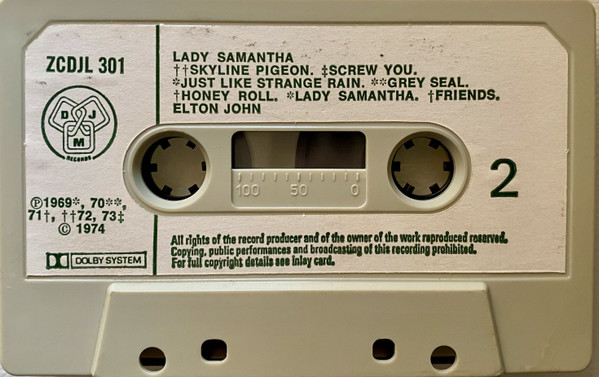 ZCDJL 301
DJM
RECORDS
℗1969*, 70**,
71†, ††72, 73‡
© 1974
DOLBY SYSTEM
LADY SAMANTHA
††SKYLINE PIGEON. ‡SCREW YOU.
*JUST LIKE STRANGE RAIN. **GREY SEAL.
†HONEY ROLL. *LADY SAMANTHA. †FRIENDS.
ELTON JOHN
100 50 0
2
All rights of the record producer and of the owner of the work reproduced reserved.
Copying, public performances and broadcasting of this recording prohibited.
For full copyright details see inlay card.